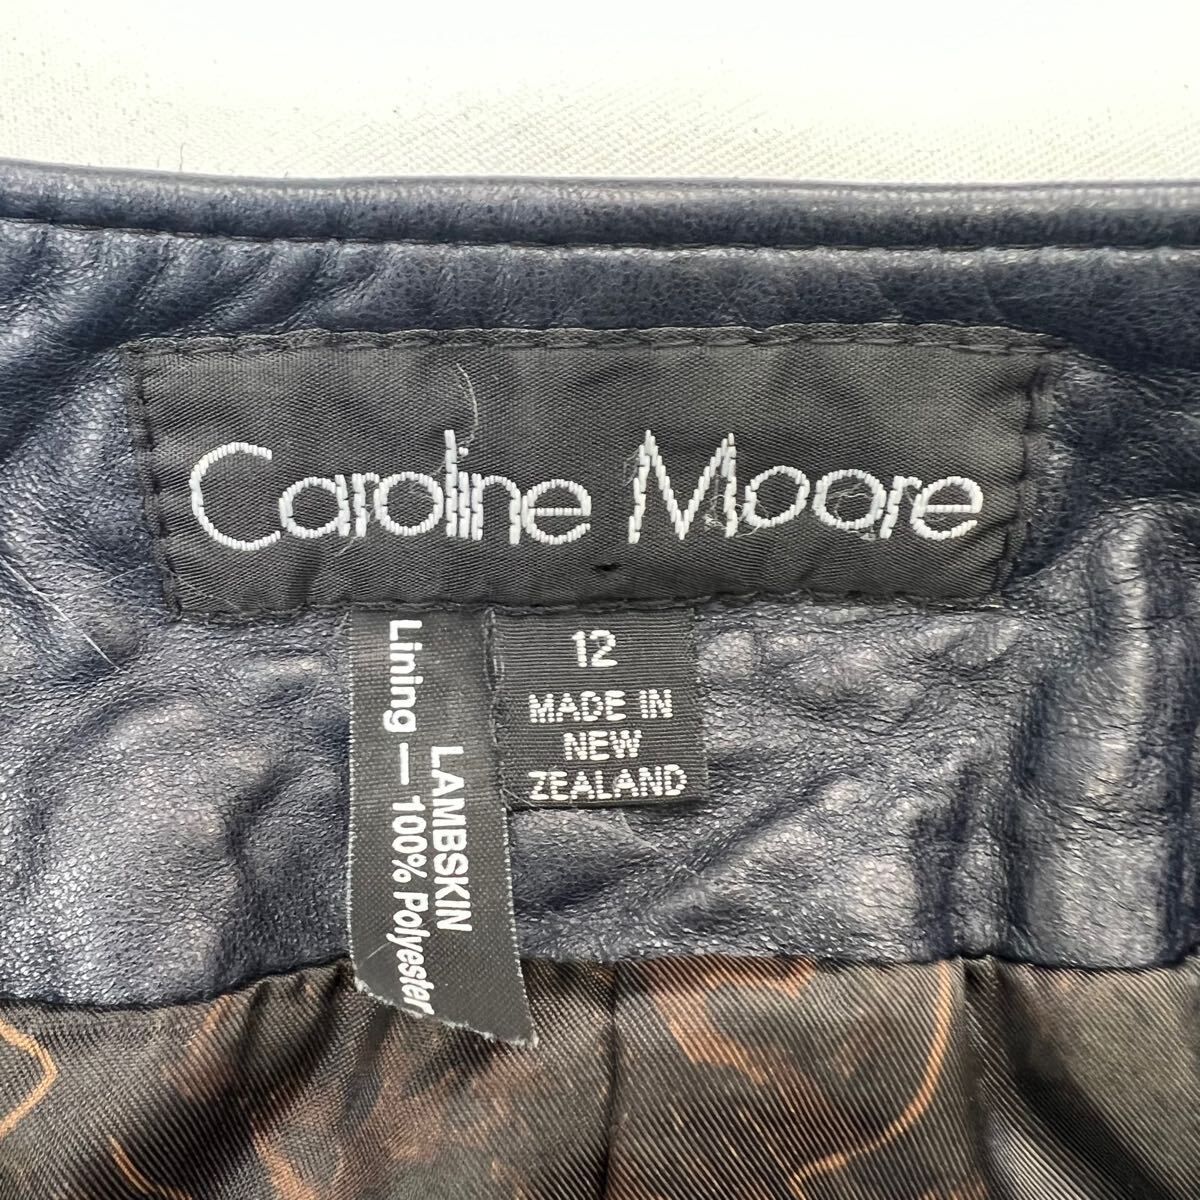 Caroline Moore
12
MADE IN
NEW
ZEALAND
LAMBSKIN
Lining—100% Polyester